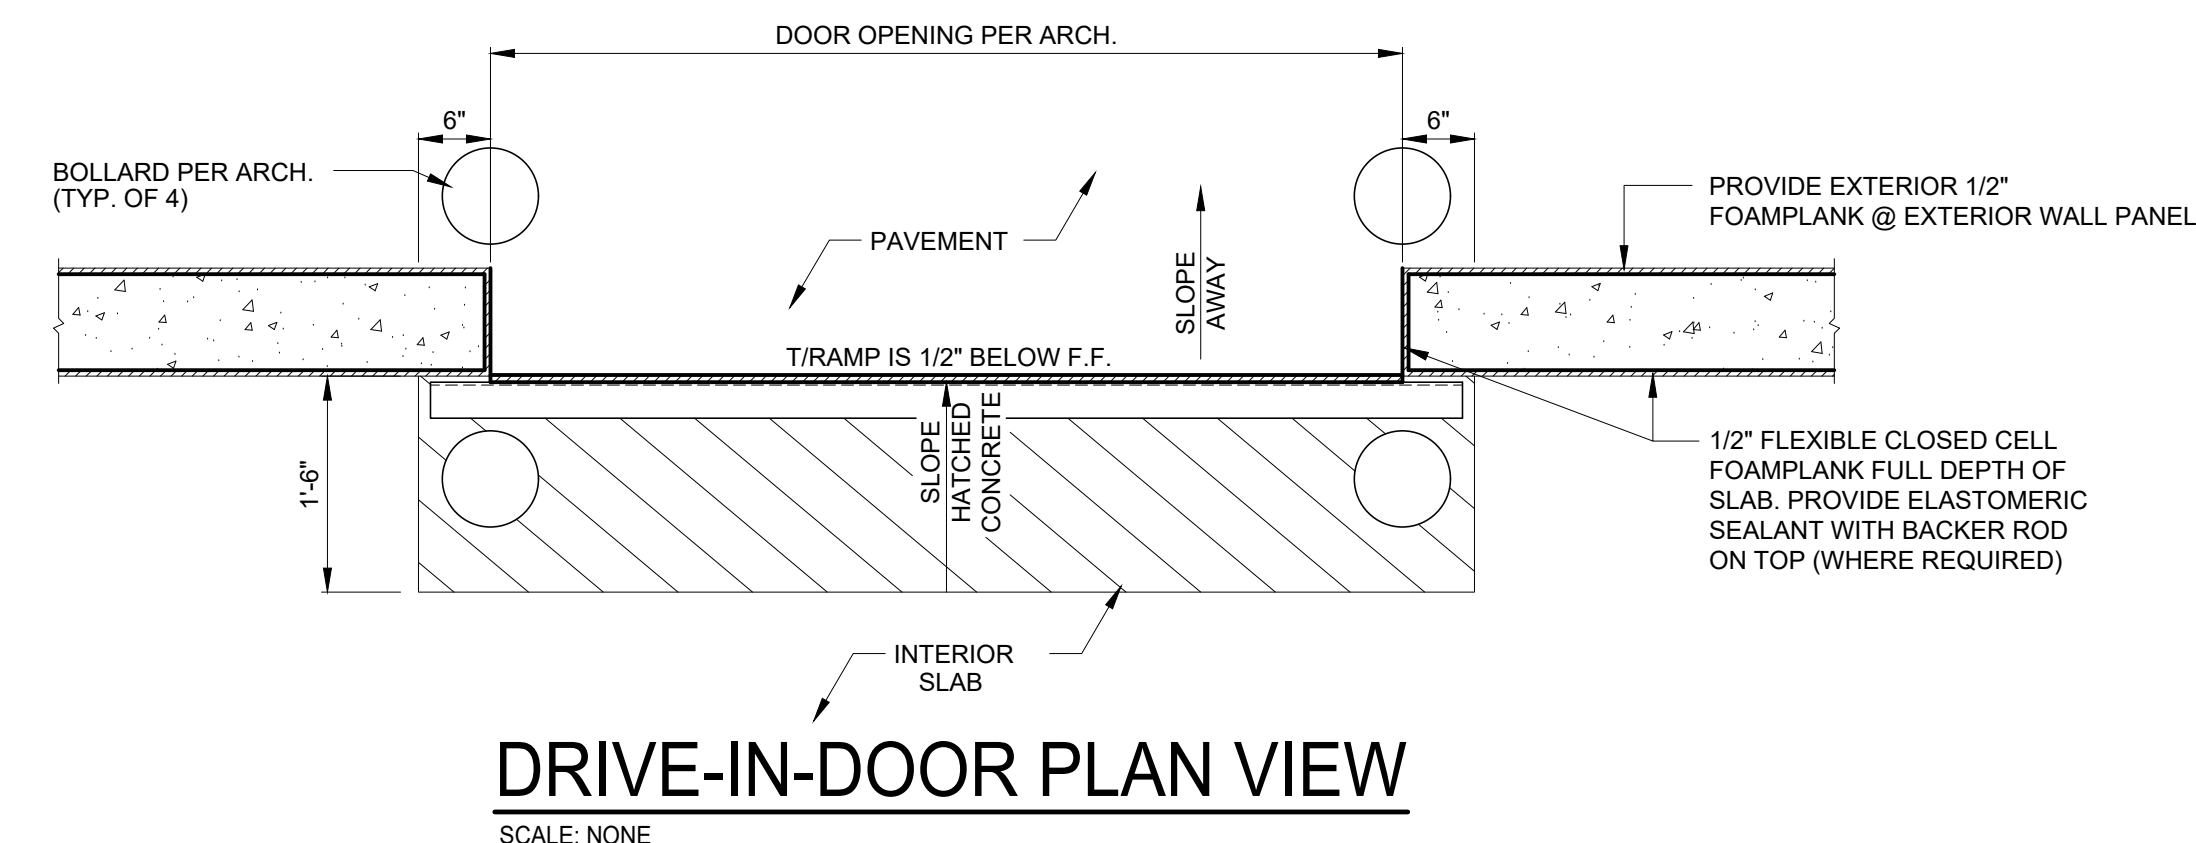 DOOR OPENING PER ARCH.
6"
6"
BOLLARD PER ARCH.
(TYP. OF 4)
PROVIDE EXTERIOR 1/2"
FOAMPLANK @ EXTERIOR WALL PANEL
PAVEMENT
SLOPE
AWAY
T/RAMP IS 1/2" BELOW F.F.
SLOPE
HATCHED
CONCRETE
1'-6"
1/2" FLEXIBLE CLOSED CELL
FOAMPLANK FULL DEPTH OF
SLAB. PROVIDE ELASTOMERIC
SEALANT WITH BACKER ROD
ON TOP (WHERE REQUIRED)
INTERIOR
SLAB
DRIVE-IN-DOOR PLAN VIEW
SCALE: NONE